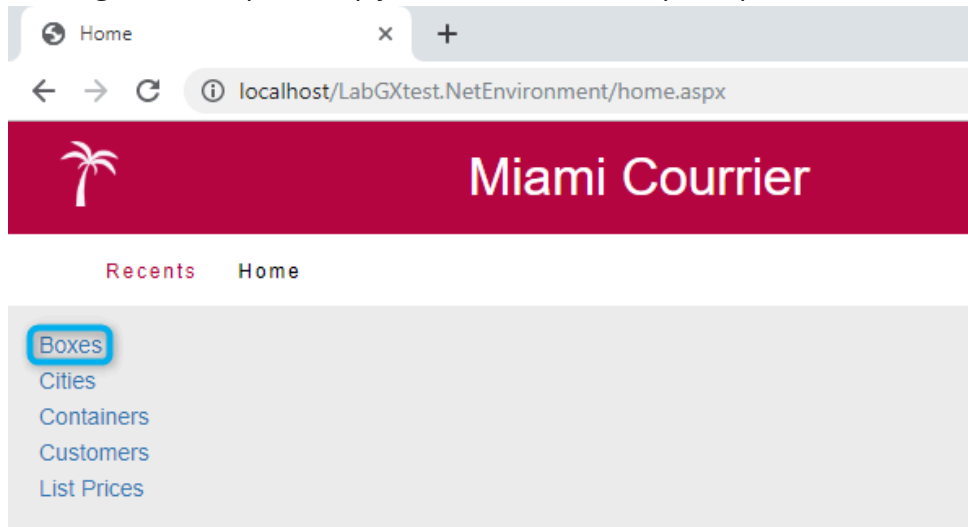 Home × +
localhost/LabGXtest.NetEnvironment/home.aspx
Miami Courrier
Recents Home
Boxes
Cities
Containers
Customers
List Prices